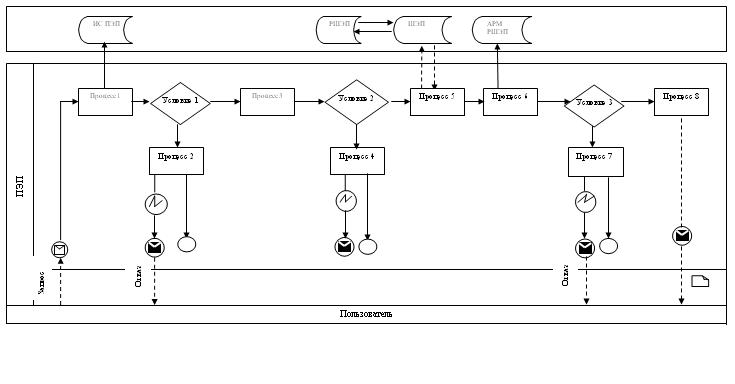 ИС ПЭП
РШЭП
ШЭП
АРМ
РШЭП
Процесс 1
Условие 1
Процесс 3
Условие 2
Процесс 5
Процесс 6
Условие 3
Процесс 8
Процесс 2
Процесс 4
Процесс 7
ПЭП
Запрос
Отказ
Отказ
Пользователь